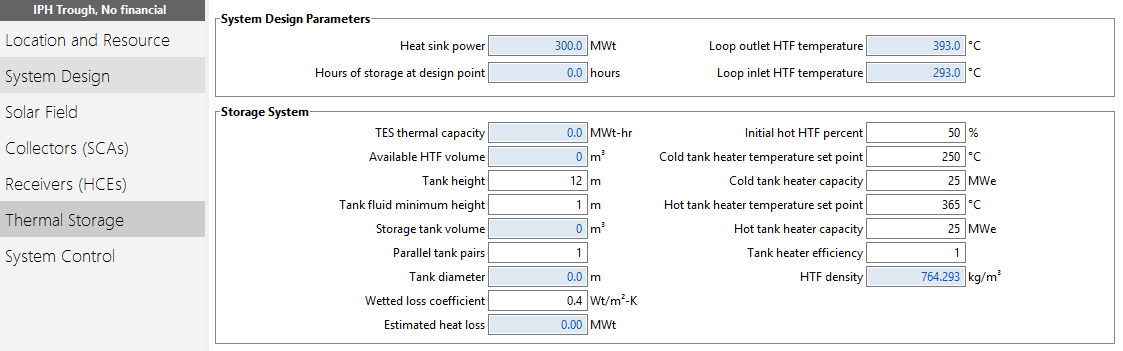 IPH Trough, No financial
Location and Resource
System Design
Solar Field
Collectors (SCAs)
Receivers (HCEs)
Thermal Storage
System Control
System Design Parameters
Heat sink power 300.0 MWt Loop outlet HTF temperature 393.0 °C
Hours of storage at design point 0.0 hours Loop inlet HTF temperature 293.0 °C
Storage System
TES thermal capacity 0.0 MWt-hr Initial hot HTF percent 50 %
Available HTF volume 0 m³ Cold tank heater temperature set point 250 °C
Tank height 12 m Cold tank heater capacity 25 MWe
Tank fluid minimum height 1 m Hot tank heater temperature set point 365 °C
Storage tank volume 0 m³ Hot tank heater capacity 25 MWe
Parallel tank pairs 1 Tank heater efficiency 1
Tank diameter 0.0 m HTF density 764.293 kg/m³
Wetted loss coefficient 0.4 Wt/m²-K
Estimated heat loss 0.00 MWt